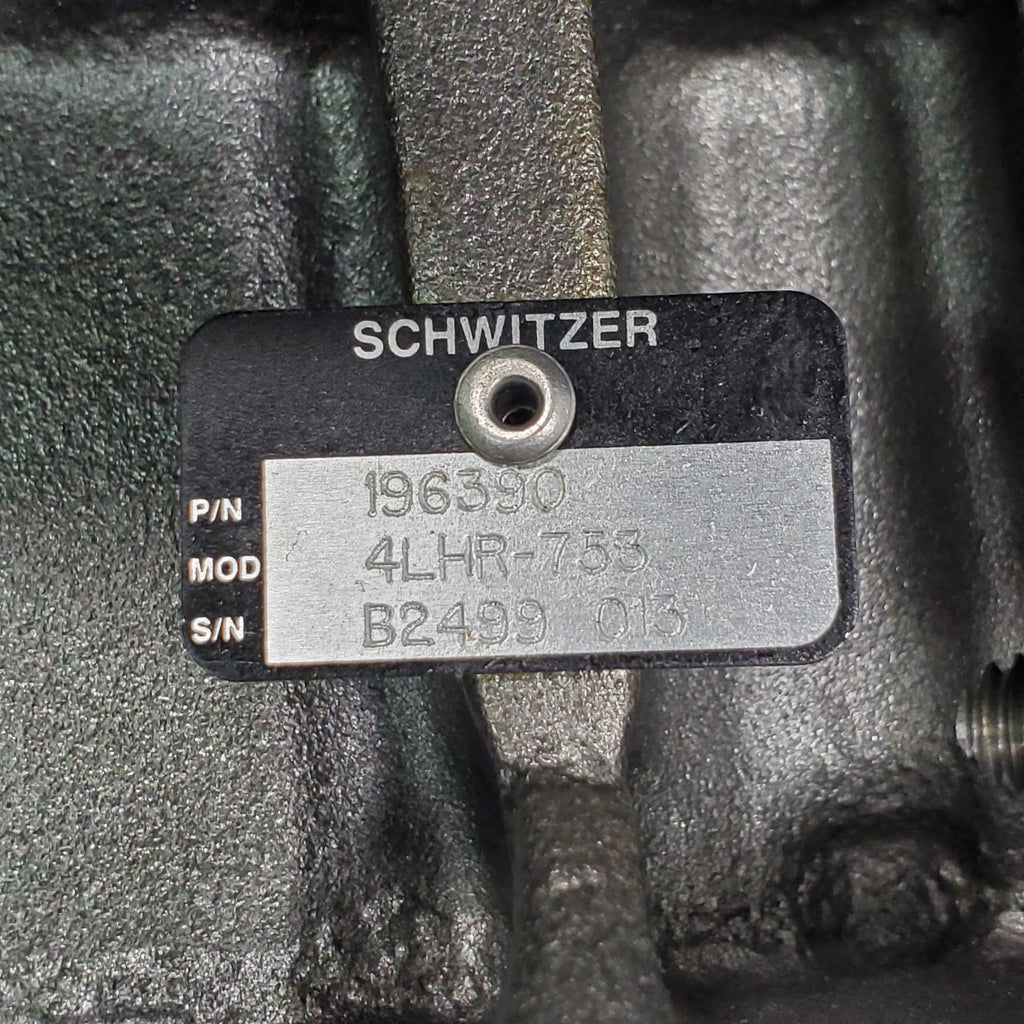 SCHWITZER
P/N 196390
MOD 4LHR-753
S/N B2499 013